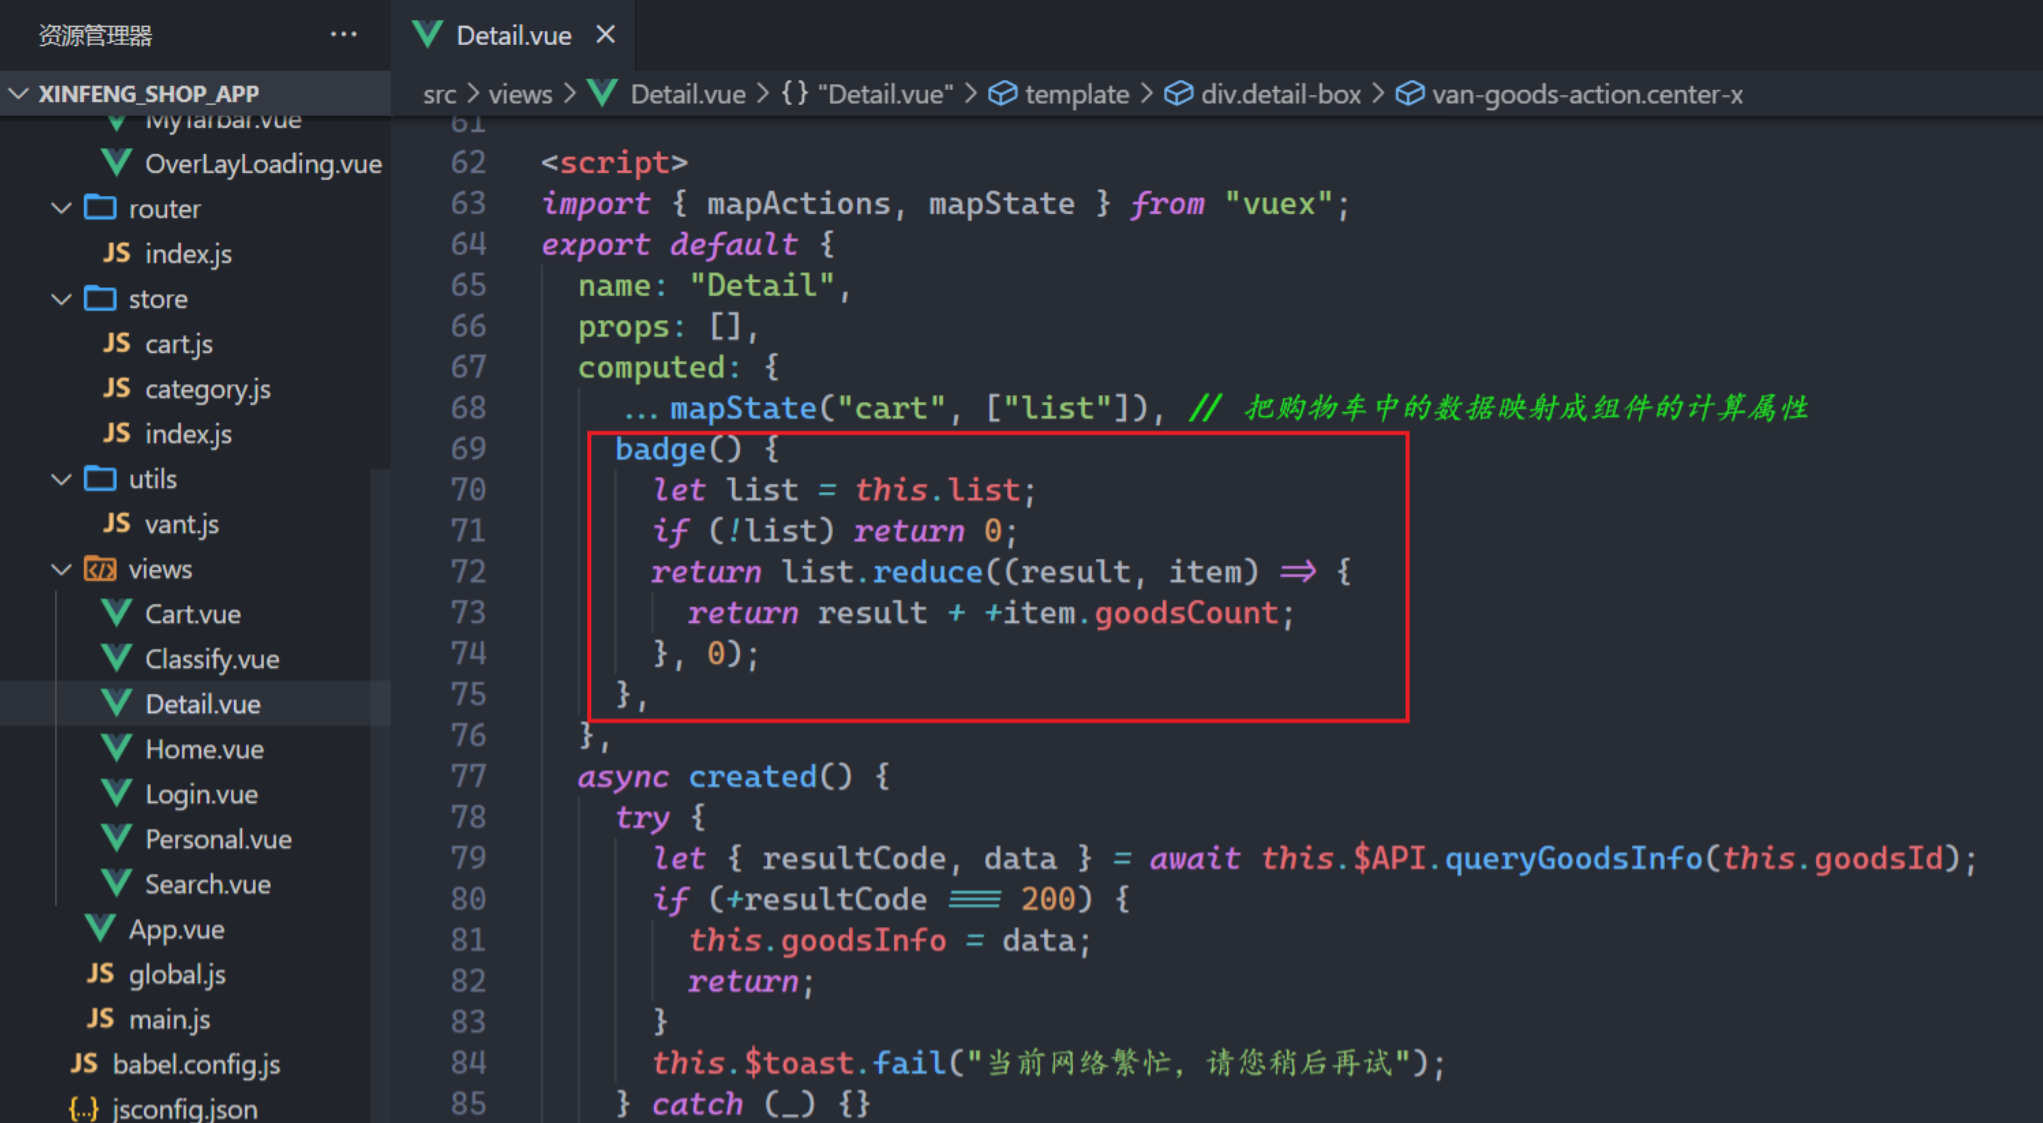 资源管理器 ···
XINFENG_SHOP_APP
MyTarbar.vue
OverLayLoading.vue
router
JS index.js
store
JS cart.js
JS category.js
JS index.js
utils
JS vant.js
views
Cart.vue
Classify.vue
Detail.vue
Home.vue
Login.vue
Personal.vue
Search.vue
App.vue
JS global.js
JS main.js
JS babel.config.js
{..} jsconfig.json
Detail.vue ×
src > views > Detail.vue > {} "Detail.vue" > template > div.detail-box > van-goods-action.center-x
61
62 <script>
63 import { mapActions, mapState } from "vuex";
64 export default {
65 name: "Detail",
66 props: [],
67 computed: {
68 ...mapState("cart", ["list"]), // 把购物车中的数据映射成组件的计算属性
69 badge() {
70 let list = this.list;
71 if (!list) return 0;
72 return list.reduce((result, item) => {
73 return result + +item.goodsCount;
74 }, 0);
75 },
76 },
77 async created() {
78 try {
79 let { resultCode, data } = await this.$API.queryGoodsInfo(this.goodsId);
80 if (+resultCode === 200) {
81 this.goodsInfo = data;
82 return;
83 }
84 this.$toast.fail("当前网络繁忙，请您稍后再试");
85 } catch (_) {}